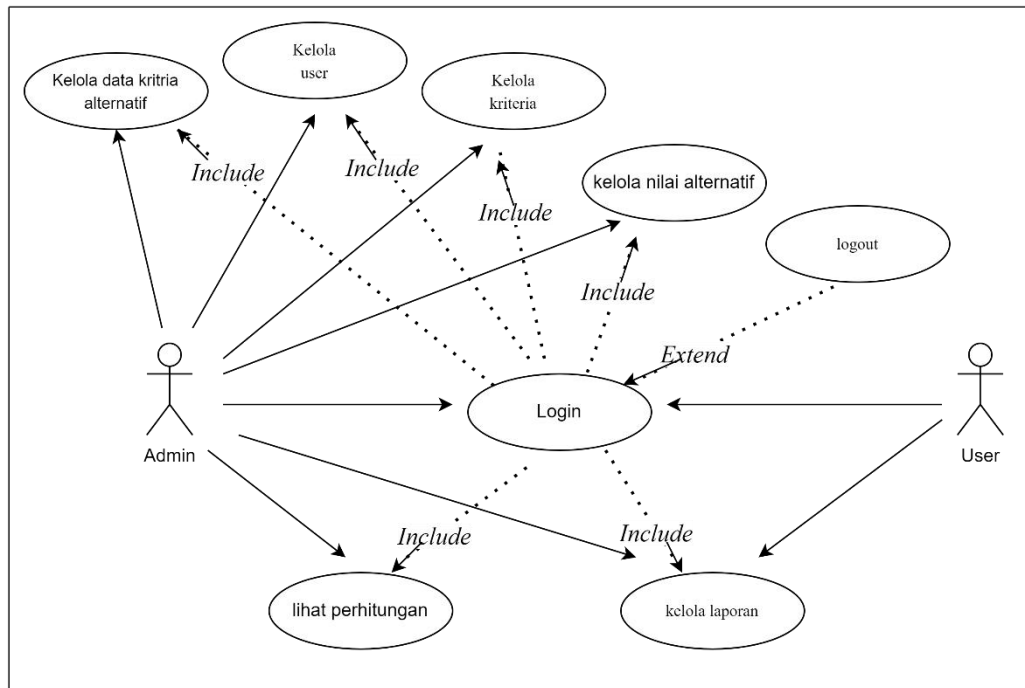 Kelola data kritria
alternatif
Kelola
user
Kelola
kriteria
Include
Include
Include
kelola nilai alternatif
logout
Include
Extend
Admin
Login
User
Include
Include
lihat perhitungan
kelola laporan